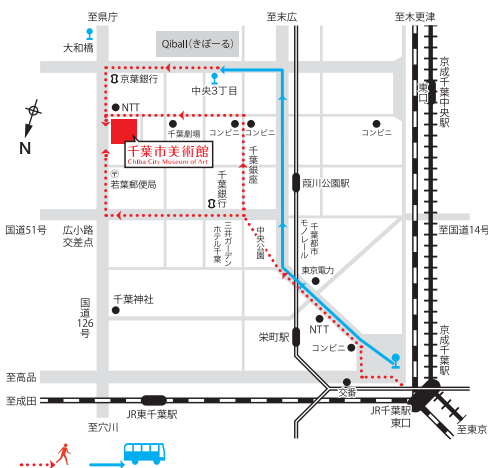 至県庁
至末広
至木更津
大和橋
Qiball(きぼーる)
京葉銀行
中央3丁目
東口
京成千葉中央駅
NTT
千葉劇場
コンビニ
コンビニ
コンビニ
千葉市美術館
Chiba City Museum of Art
N
〒
若葉郵便局
千葉銀行
千葉銀座
葭川公園駅
国道51号
広小路
交差点
三井ガーデン
ホテル千葉
中央公園
千葉都市
モノレール
至国道14号
東京電力
国道126号
千葉神社
NTT
栄町駅
コンビニ
京成千葉駅
至高品
交番
至成田
JR東千葉駅
JR千葉駅
東口
至穴川
至東京